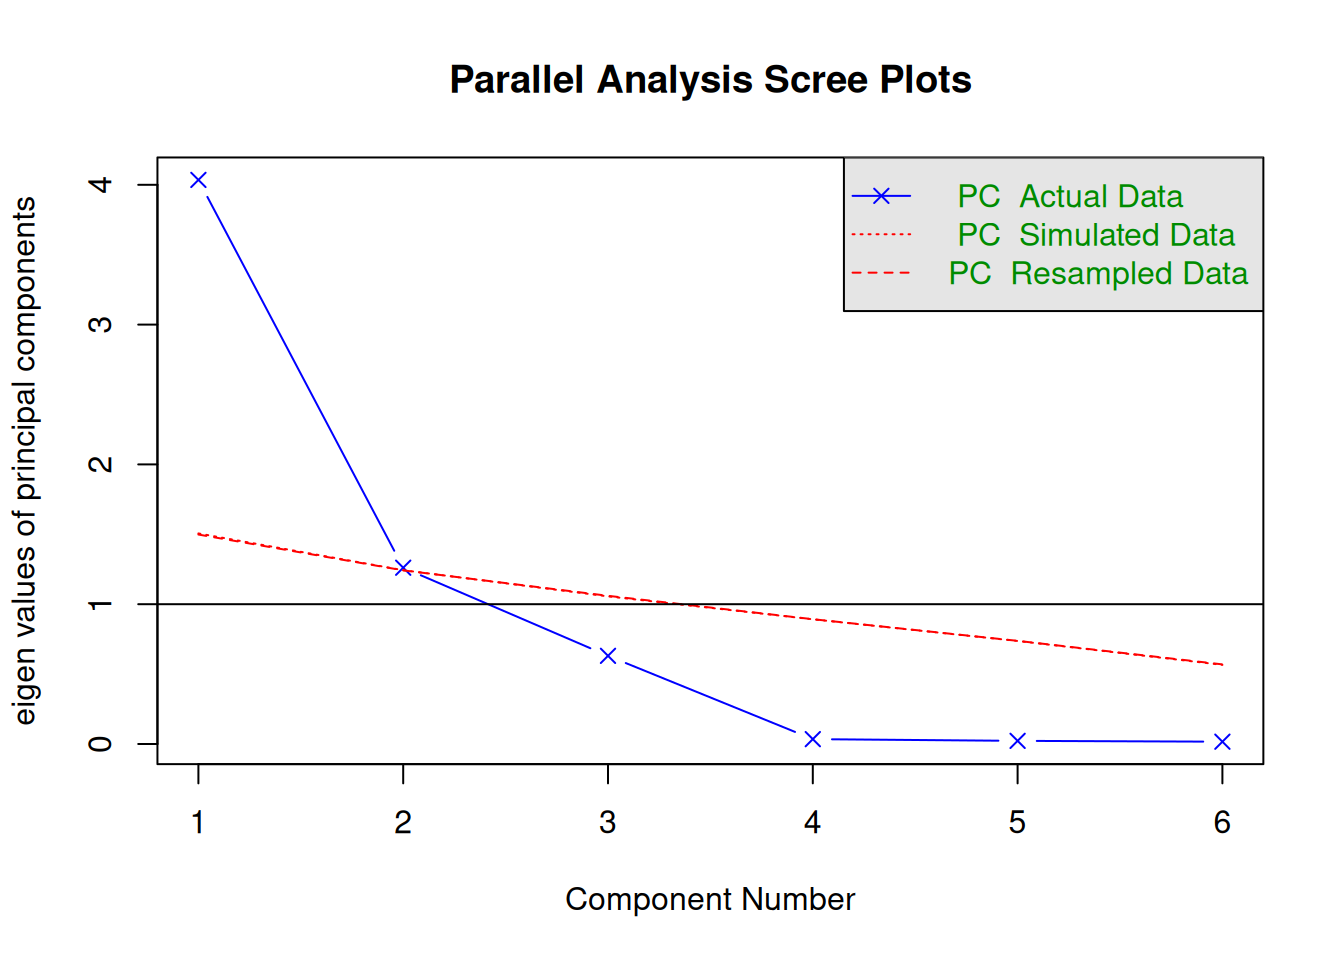 Parallel Analysis Scree Plots
eigen values of principal components
4
3
2
1
0
PC Actual Data
PC Simulated Data
PC Resampled Data
1 2 3 4 5 6
Component Number